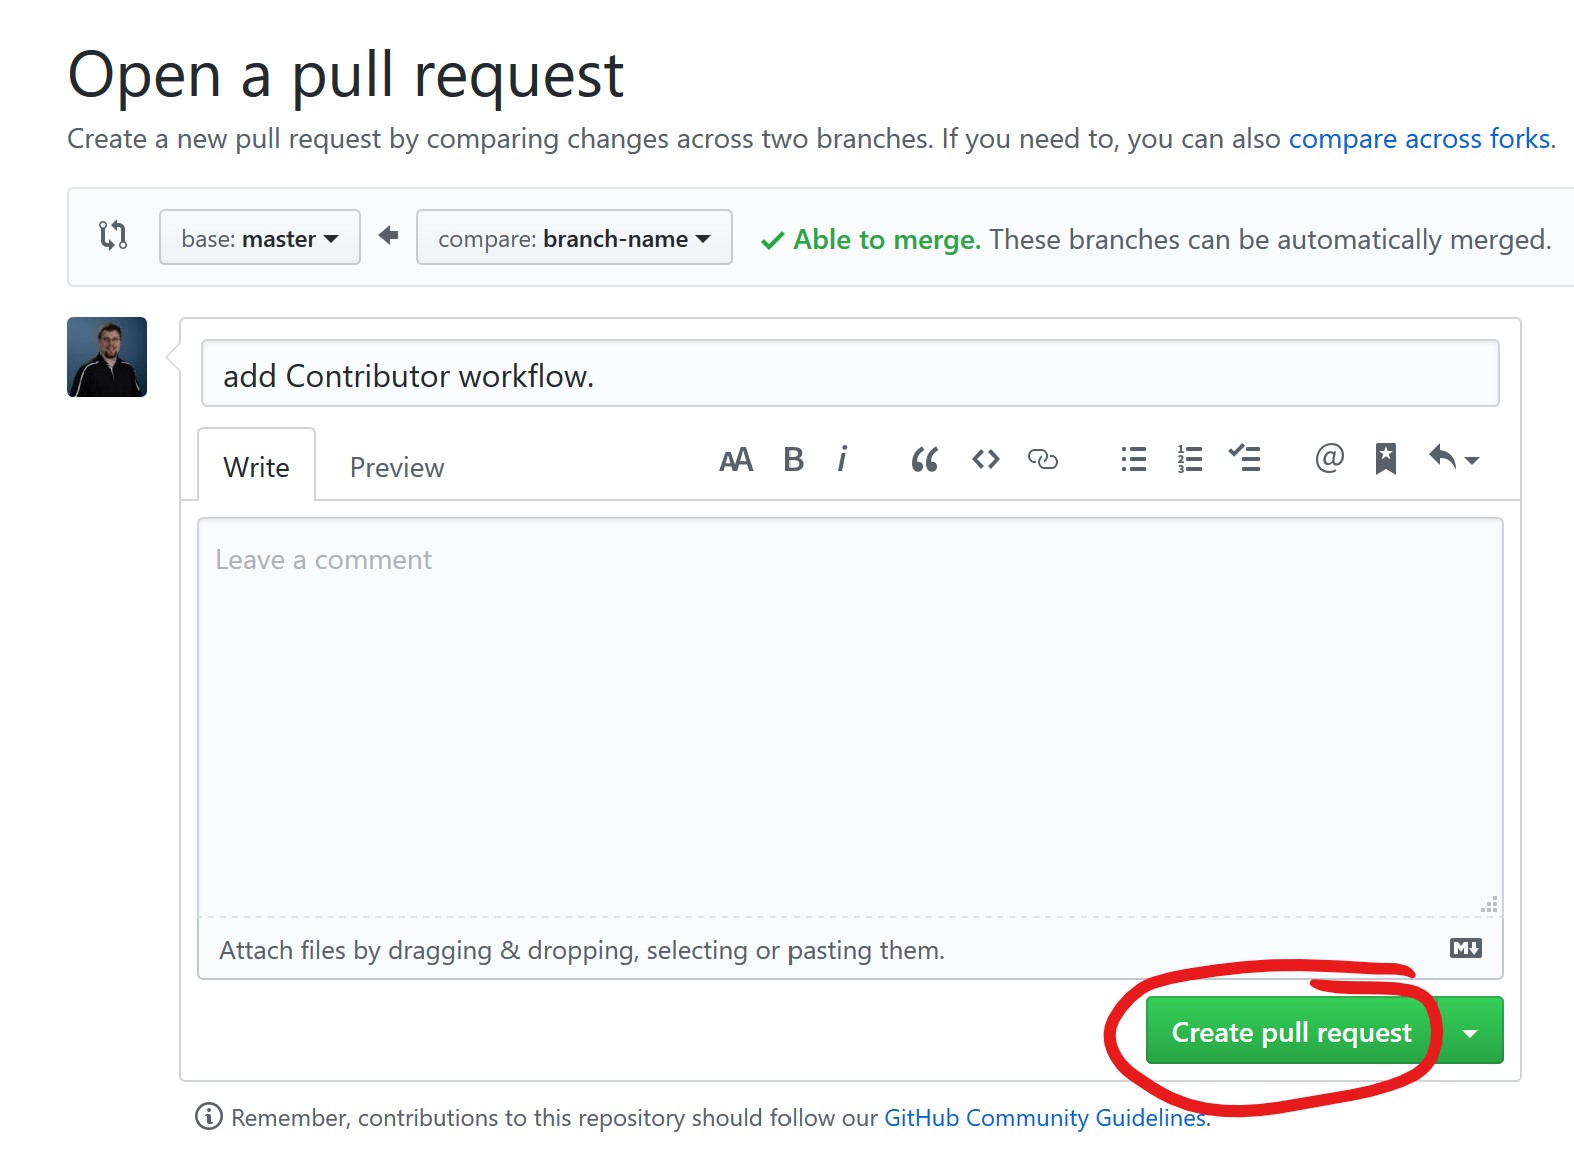 Open a pull request
Create a new pull request by comparing changes across two branches. If you need to, you can also compare across forks.
base: master compare: branch-name Able to merge. These branches can be automatically merged.
add Contributor workflow.
Write Preview AA B i “ <> @
Leave a comment
Attach files by dragging & dropping, selecting or pasting them. M↓
Create pull request
Remember, contributions to this repository should follow our GitHub Community Guidelines.